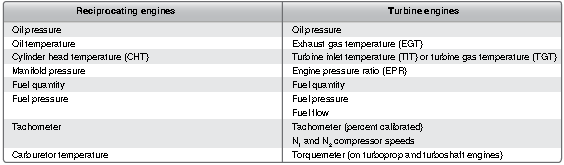 Reciprocating engines Turbine engines
Oil pressure Oil pressure
Oil temperature Exhaust gas temperature (EGT)
Cylinder head temperature (CHT) Turbine inlet temperature (TIT) or turbine gas temperature (TGT)
Manifold pressure Engine pressure ratio (EPR)
Fuel quantity Fuel quantity
Fuel pressure Fuel pressure
Fuel flow
Tachometer Tachometer (percent calibrated)
N1 and N2 compressor speeds
Carburetor temperature Torquemeter (on turboprop and turboshaft engines)